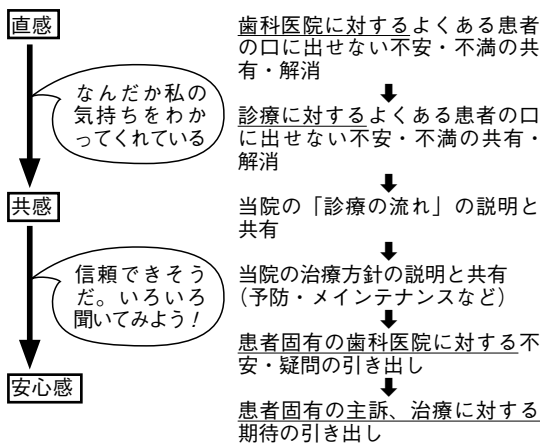 直感
なんだか私の
気持ちをわか
ってくれている
共感
信頼できそう
だ。いろいろ
聞いてみよう！
安心感
歯科医院に対するよくある患者
の口に出せない不安・不満の共
有・解消
診療に対するよくある患者の口
に出せない不安・不満の共有・
解消
当院の「診療の流れ」の説明と
共有
当院の治療方針の説明と共有
（予防・メインテナンスなど）
患者固有の歯科医院に対する不
安・疑問の引き出し
患者固有の主訴、治療に対する
期待の引き出し